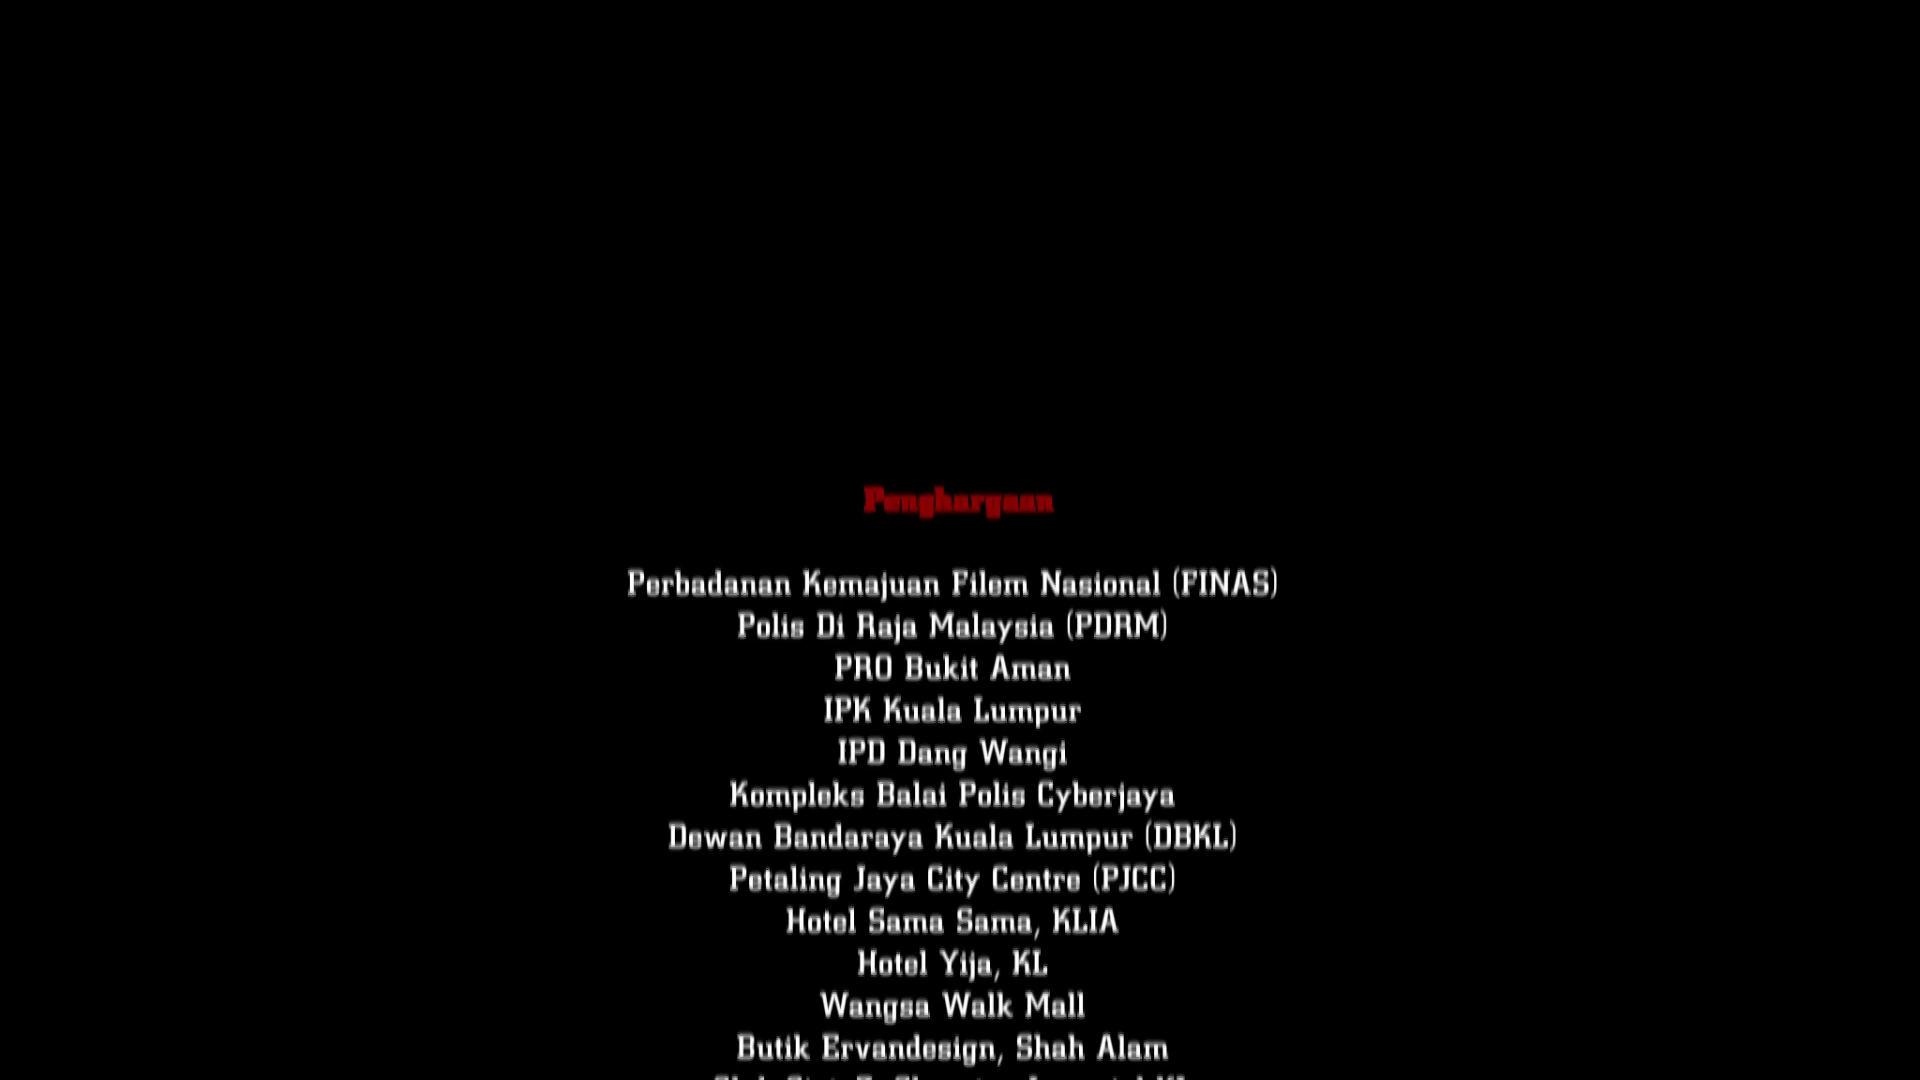 Penghargaan
Perbadanan Kemajuan Filem Nasional (FINAS)
Polis Di Raja Malaysia (PDRM)
PRO Bukit Aman
IPK Kuala Lumpur
IPD Dang Wangi
Kompleks Balai Polis Cyberjaya
Dewan Bandaraya Kuala Lumpur (DBKL)
Petaling Jaya City Centre (PJCC)
Hotel Sama Sama, KLIA
Hotel Yija, KL
Wangsa Walk Mall
Butik Ervandesign, Shah Alam